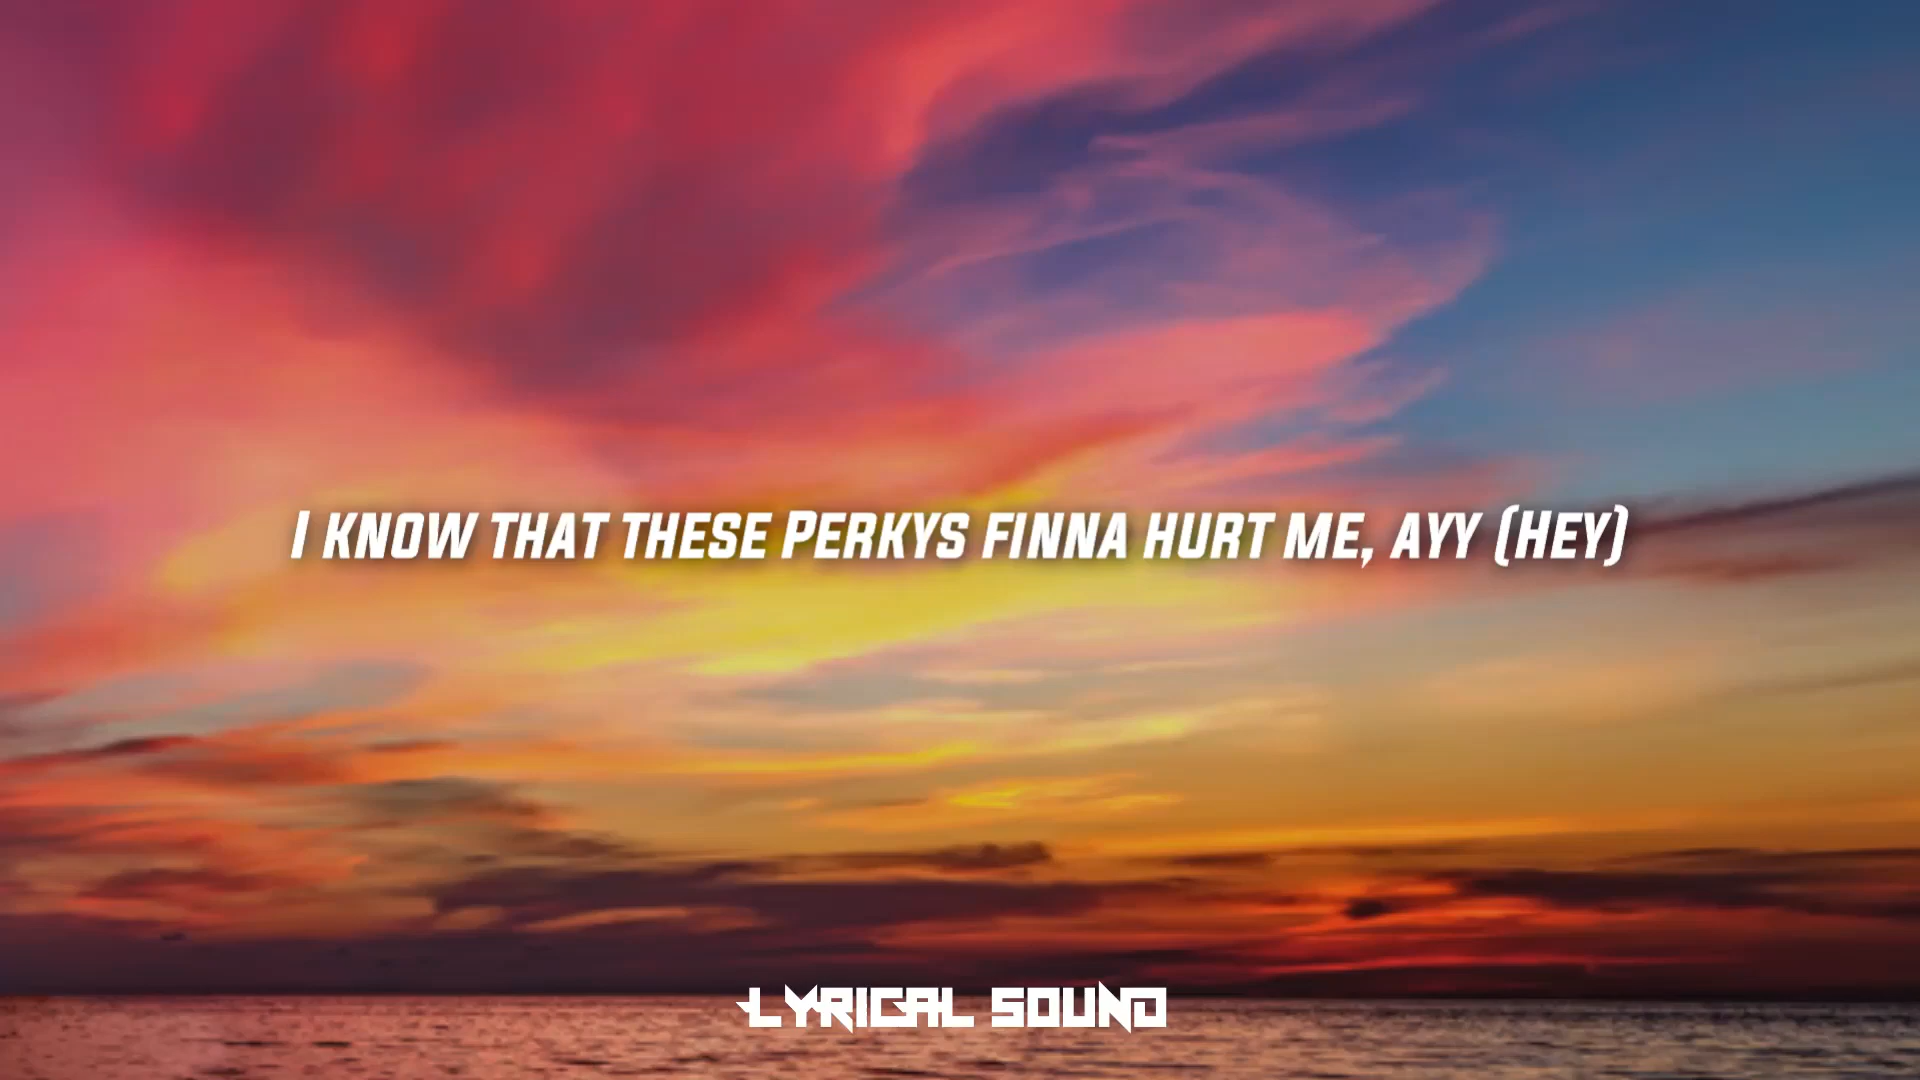 I KNOW THAT THESE PERKYS FINNA HURT ME, AYY (HEY)
LYRICAL SOUND